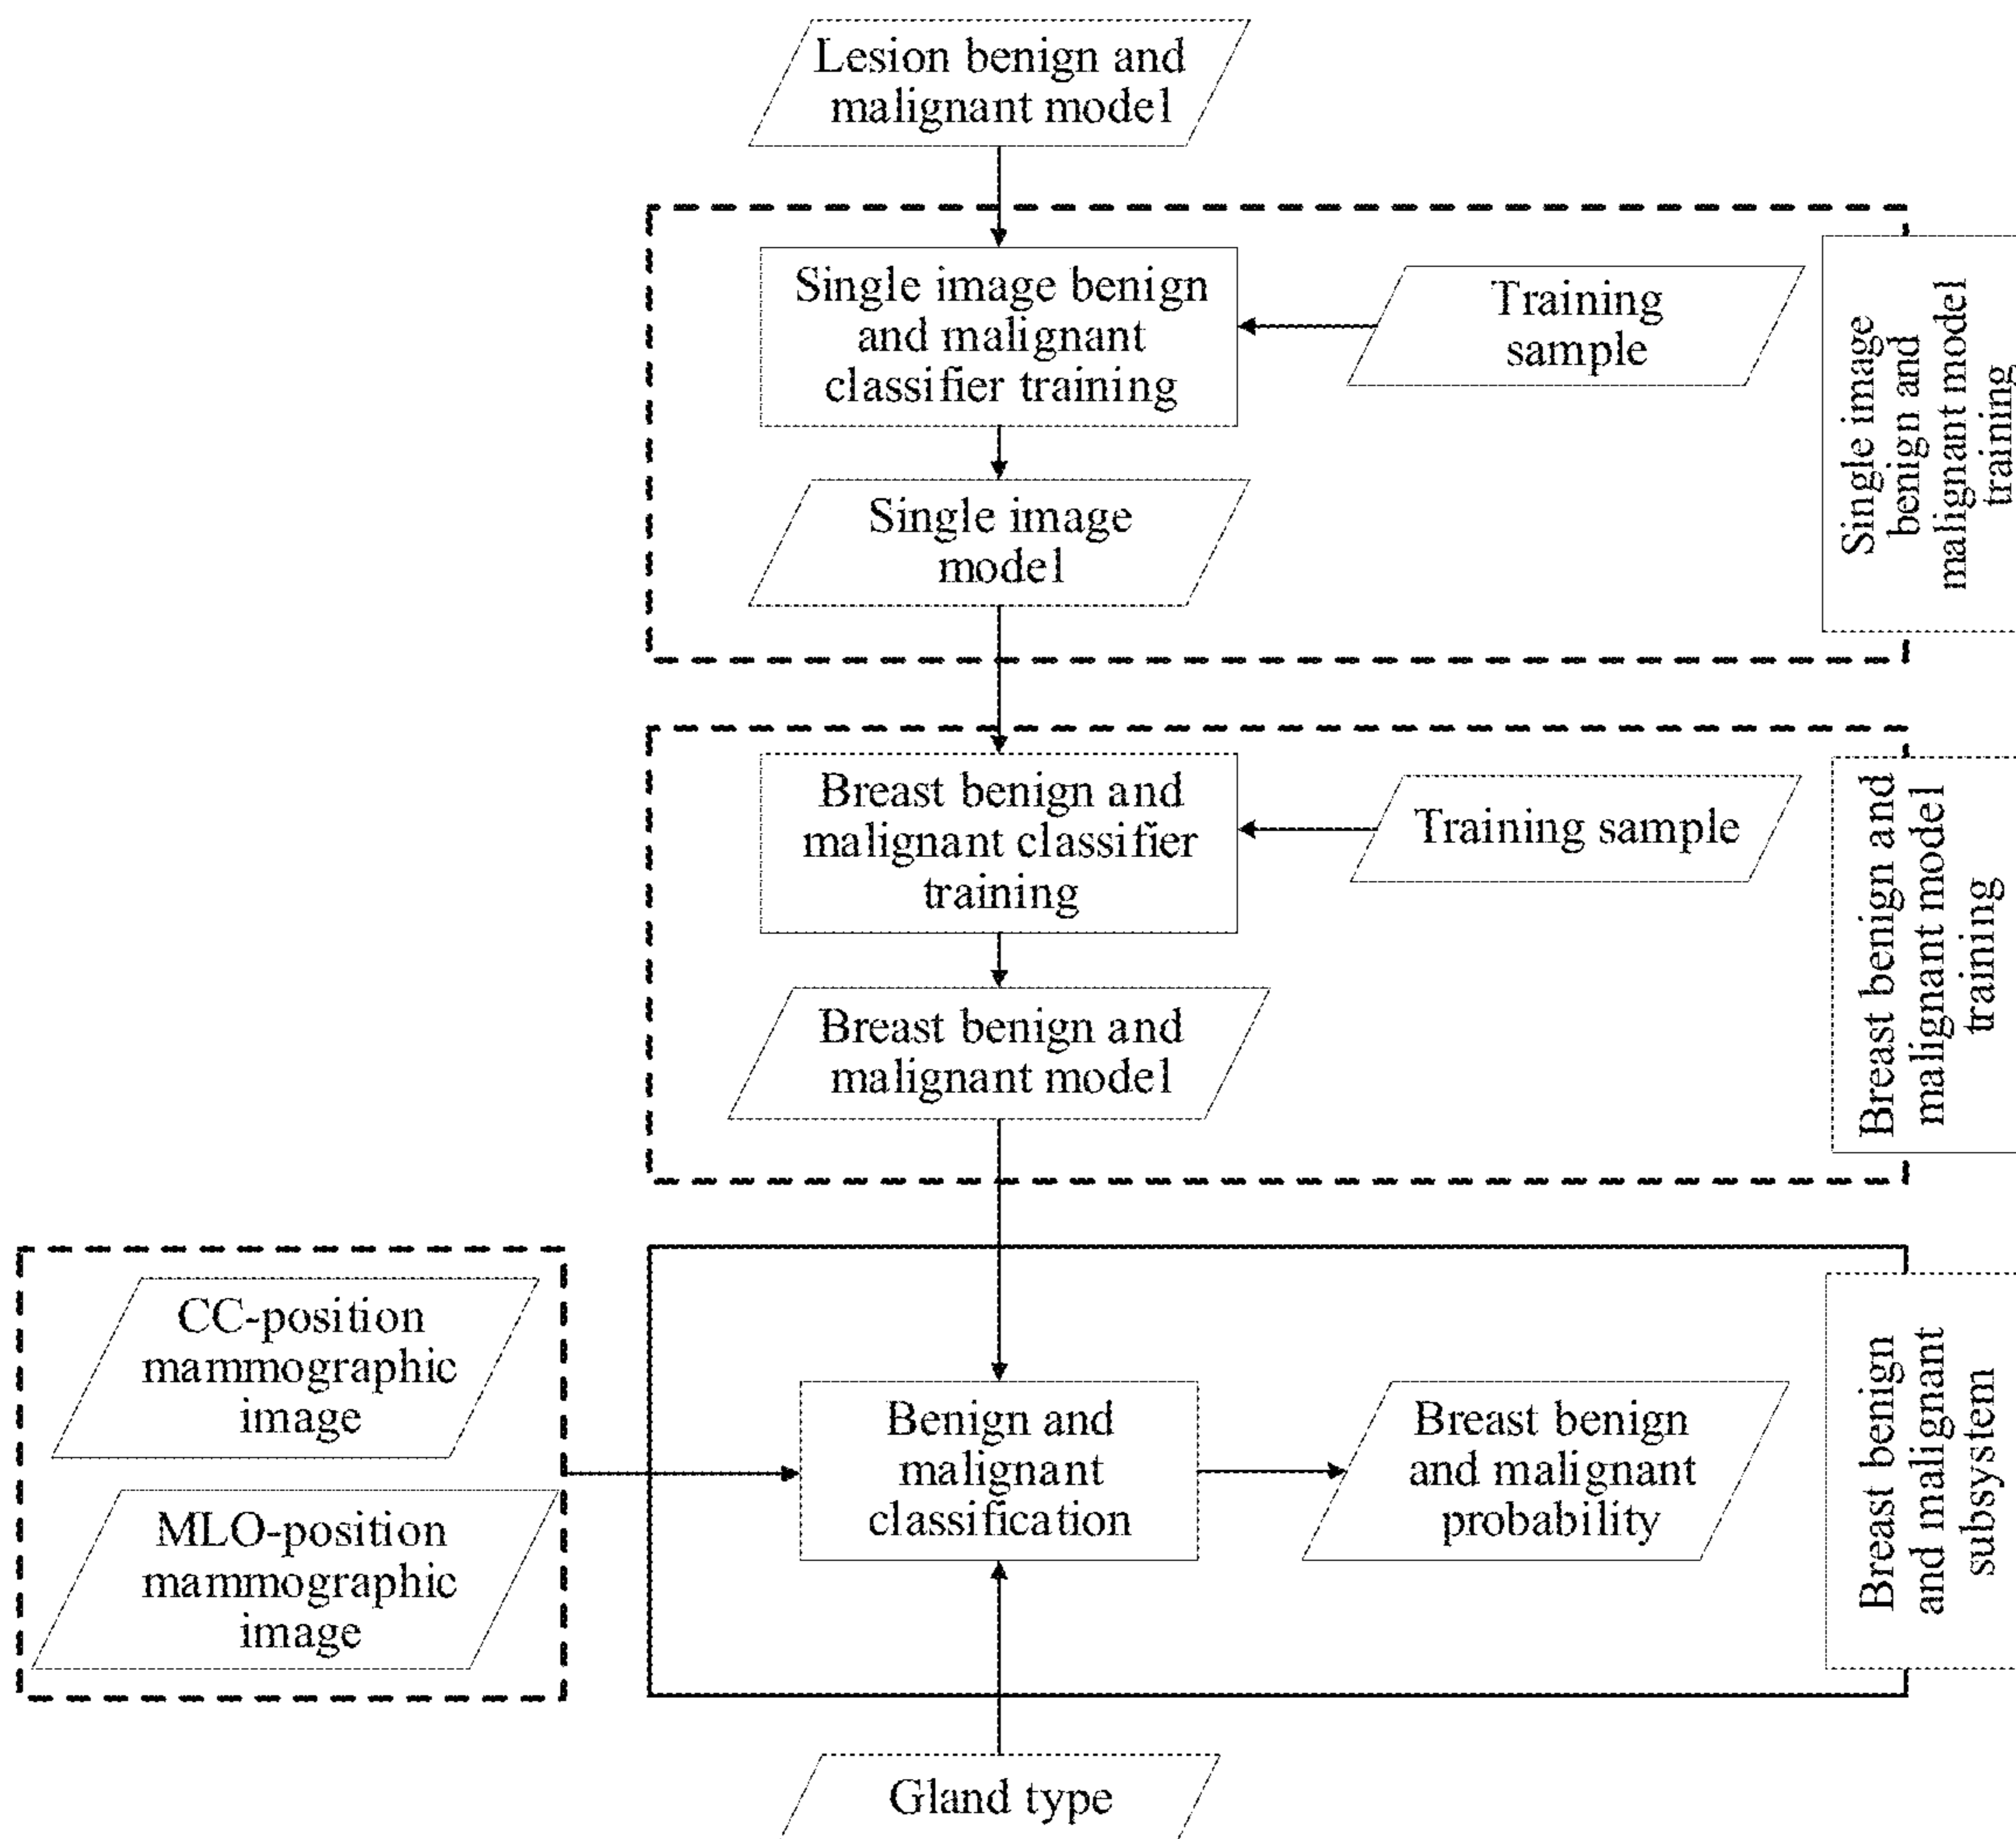 Lesion benign and
malignant model
Single image benign
and malignant
classifier training
Training
sample
Single image
model
Single image
benign and
malignant model
training
Breast benign and
malignant classifier
training
Training sample
Breast benign and
malignant model
Breast benign and
malignant model
training
CC-position
mammographic
image
MLO-position
mammographic
image
Benign and
malignant
classification
Breast benign
and malignant
probability
Breast benign
and malignant
subsystem
Gland type